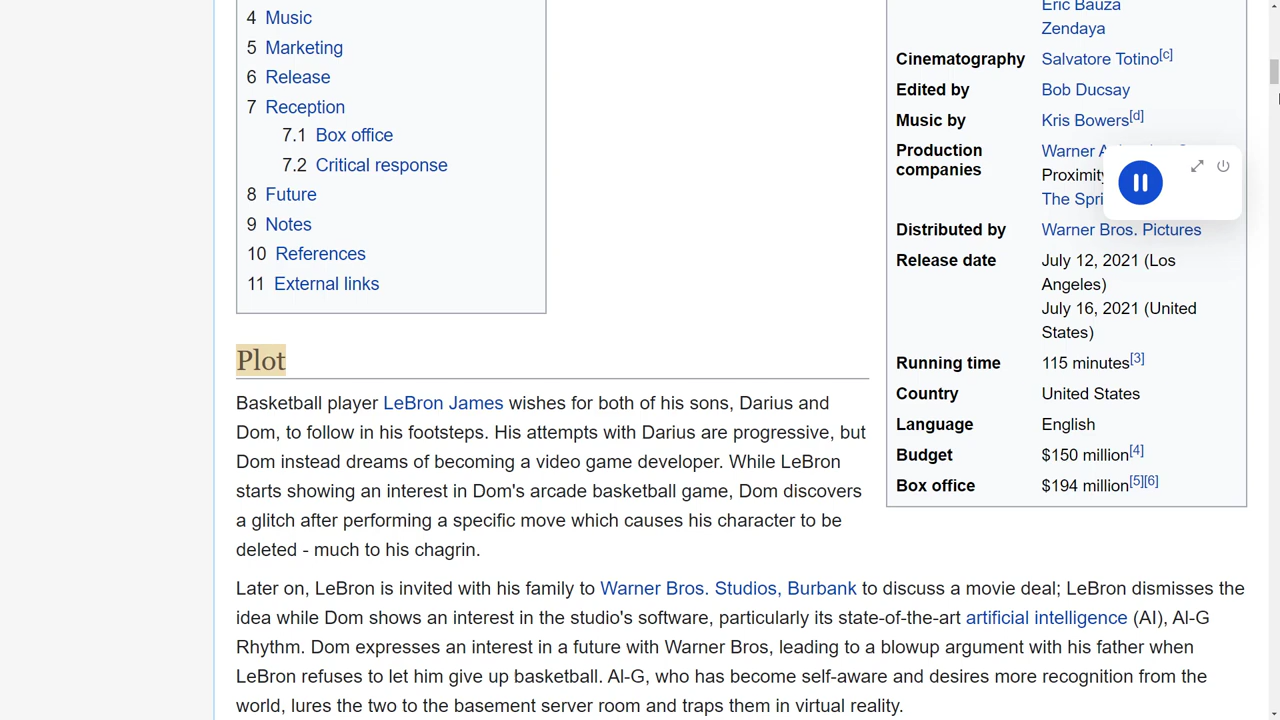 4 Music
5 Marketing
6 Release
7 Reception
7.1 Box office
7.2 Critical response
8 Future
9 Notes
10 References
11 External links
Eric Bauza
Zendaya
Cinematography Salvatore Totino[c]
Edited by Bob Ducsay
Music by Kris Bowers[d]
Production companies Warner
Proximity
The
Distributed by Warner Bros. Pictures
Release date July 12, 2021 (Los
Angeles)
July 16, 2021 (United
States)
Running time 115 minutes[3]
Country United States
Language English
Budget $150 million[4]
Box office $194 million[5][6]
Plot
Basketball player LeBron James wishes for both of his sons, Darius and
Dom, to follow in his footsteps. His attempts with Darius are progressive, but
Dom instead dreams of becoming a video game developer. While LeBron
starts showing an interest in Dom's arcade basketball game, Dom discovers
a glitch after performing a specific move which causes his character to be
deleted - much to his chagrin.
Later on, LeBron is invited with his family to Warner Bros. Studios, Burbank to discuss a movie deal; LeBron dismisses the
idea while Dom shows an interest in the studio's software, particularly its state-of-the-art artificial intelligence (AI), Al-G
Rhythm. Dom expresses an interest in a future with Warner Bros, leading to a blowup argument with his father when
LeBron refuses to let him give up basketball. Al-G, who has become self-aware and desires more recognition from the
world, lures the two to the basement server room and traps them in virtual reality.